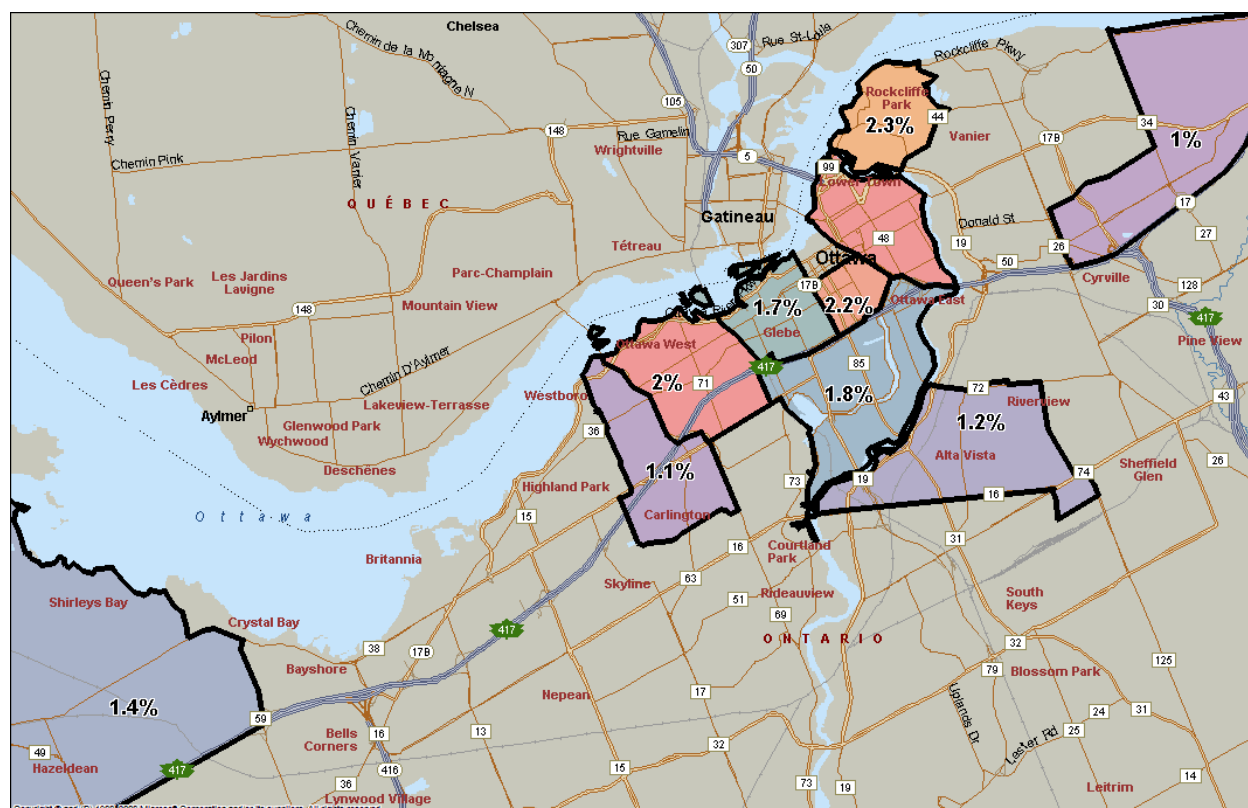 Chelsea
307
Rue St-Loile
50
Chemin de la Montagne N
105
Rockcliffe Pkwy
Rockcliffe
Park
2.3%
44
Vanier
34
17B
1%
Chemin Perry
Chemin Vanier
148
Rue Gamelin
Wrightville
5
Chemin Pink
99
Lower Town
QUÉBEC
Gatineau
Donald St
17
48
19
26
27
Tétreau
Ottawa
50
Cyrville
Queen's Park
Les Jardins
Lavigne
Parc-Champlain
17B
Ottawa East
128
148
Mountain View
1.7%
2.2%
30
417
Pilon
Glebe
Pine View
McLeod
Ottawa West
85
417
Les Cèdres
Chemin D'Aylmer
Westboro
2%
71
1.8%
72
Aylmer
Lakeview-Terrasse
Riverview
43
Glenwood Park
36
1.2%
Wychwood
Alta Vista
Deschênes
1.1%
Sheffield
Glen
26
74
73
19
Highland Park
16
Ottawa
15
Carlington
31
Britannia
16
Courtland
Park
Skyline
63
51
Rideauview
South
Keys
Shirleys Bay
69
Crystal Bay
417
ONTARIO
32
38
17B
Bayshore
79
Blossom Park
125
1.4%
Nepean
17
59
Uplands Dr
24
31
Bells
Corners
16
13
49
32
Lester Rd
25
Hazeldean
417
416
15
73
19
14
36
Leitrim
Lynwood Village